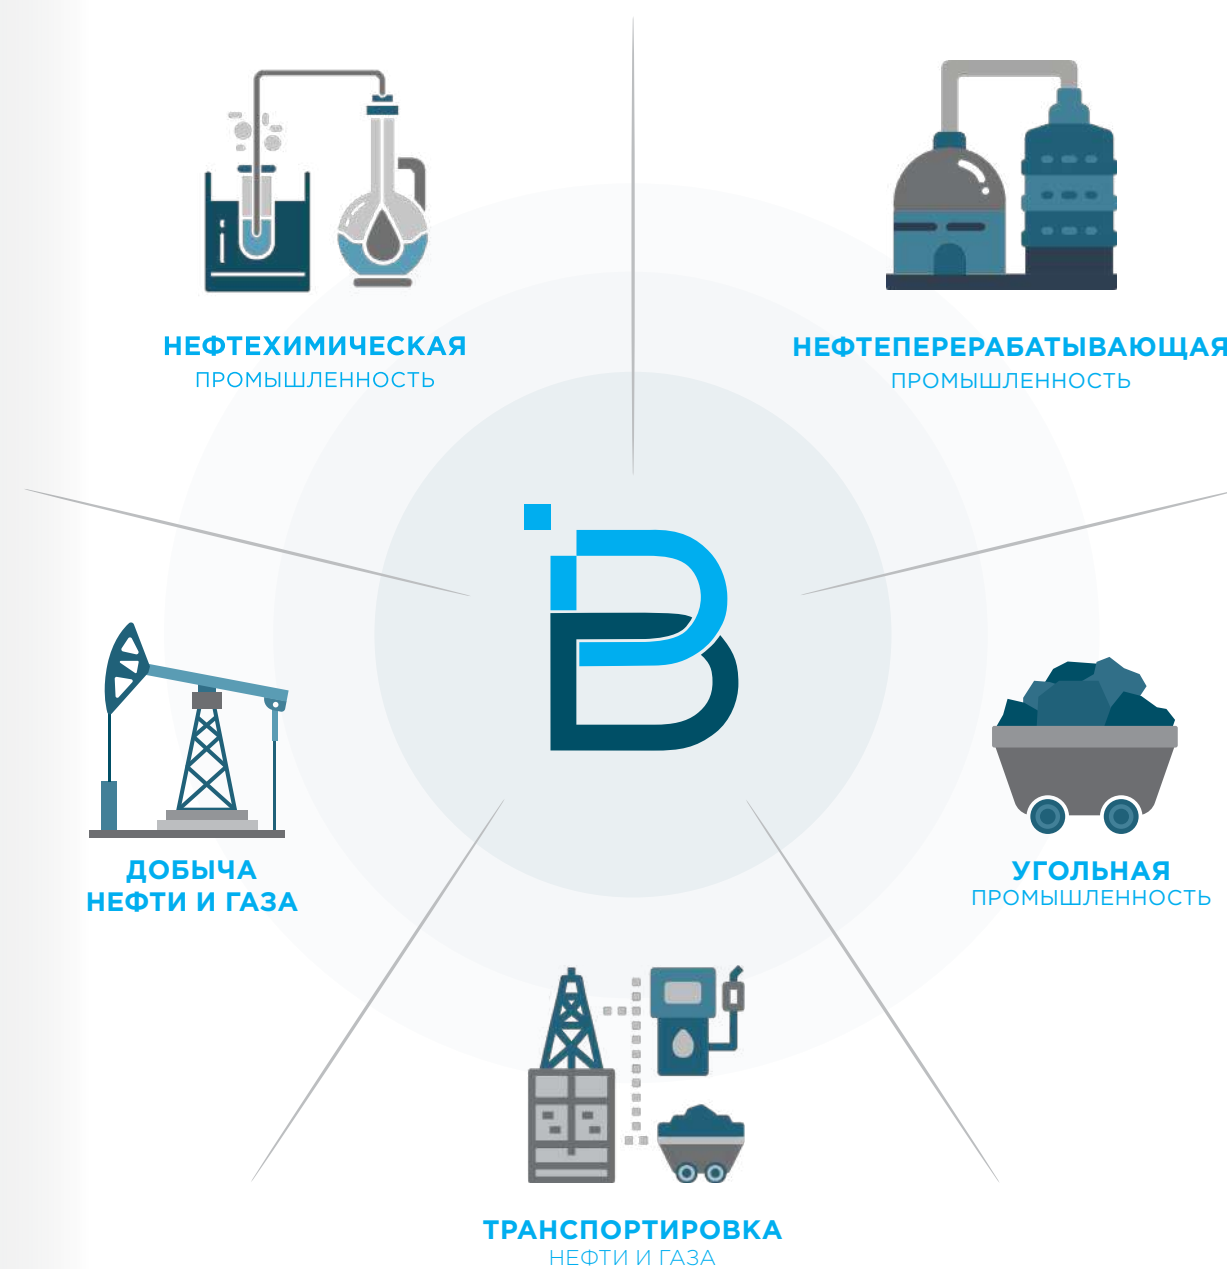 НЕФТЕХИМИЧЕСКАЯ
ПРОМЫШЛЕННОСТЬ
НЕФТЕПЕРЕРАБАТЫВАЮЩАЯ
ПРОМЫШЛЕННОСТЬ
ДОБЫЧА
НЕФТИ И ГАЗА
УГОЛЬНАЯ
ПРОМЫШЛЕННОСТЬ
ТРАНСПОРТИРОВКА
НЕФТИ И ГАЗА